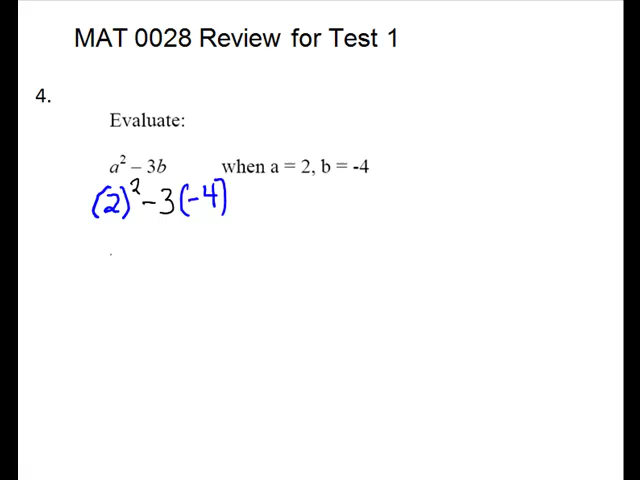 MAT 0028 Review for Test 1
4.
Evaluate:
a² – 3b when a = 2, b = -4
(2)² - 3(-4)